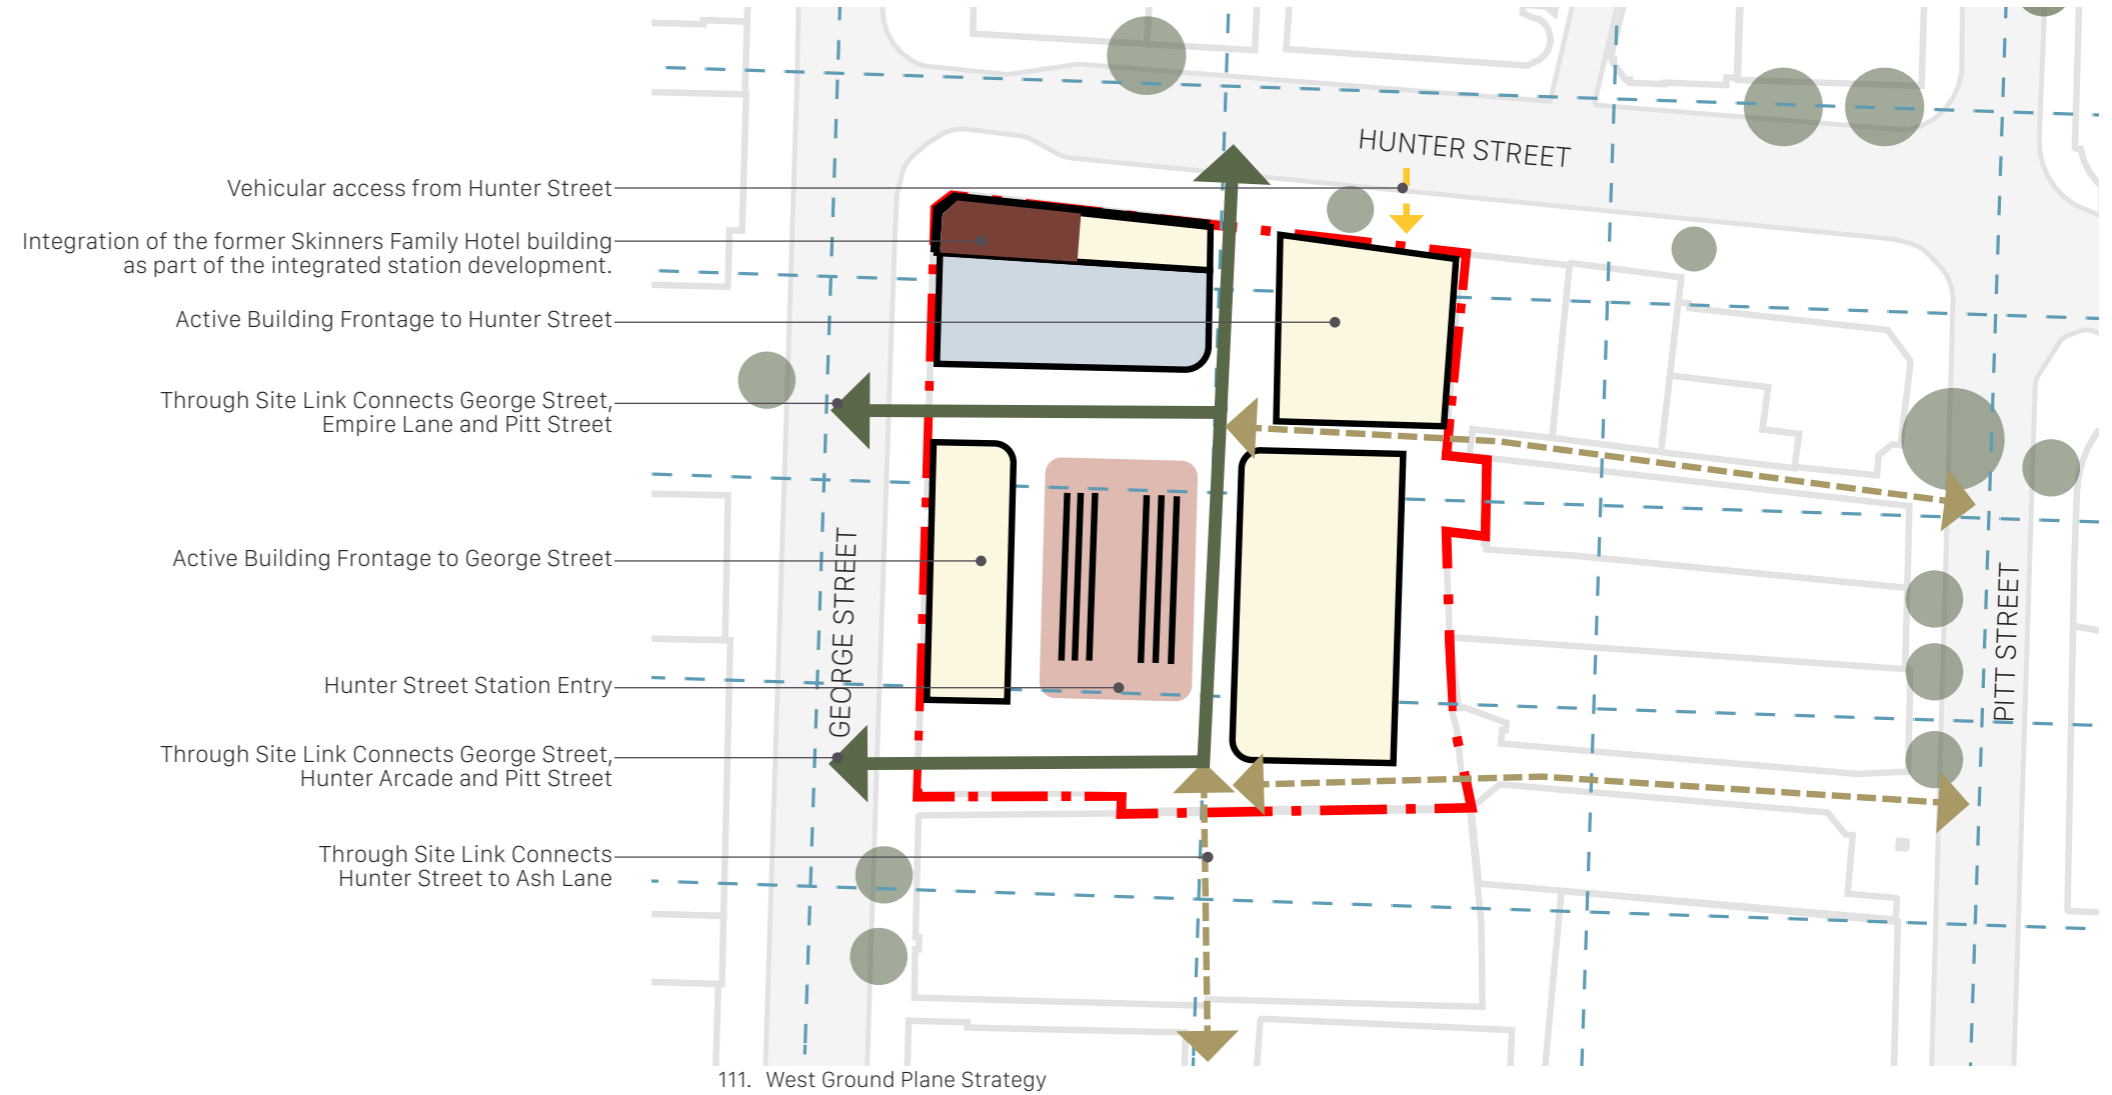 HUNTER STREET
Vehicular access from Hunter Street
Integration of the former Skinners Family Hotel building
as part of the integrated station development.
Active Building Frontage to Hunter Street
Through Site Link Connects George Street,
Empire Lane and Pitt Street
Active Building Frontage to George Street
GEORGE STREET
PITT STREET
Hunter Street Station Entry
Through Site Link Connects George Street,
Hunter Arcade and Pitt Street
Through Site Link Connects
Hunter Street to Ash Lane
111. West Ground Plane Strategy